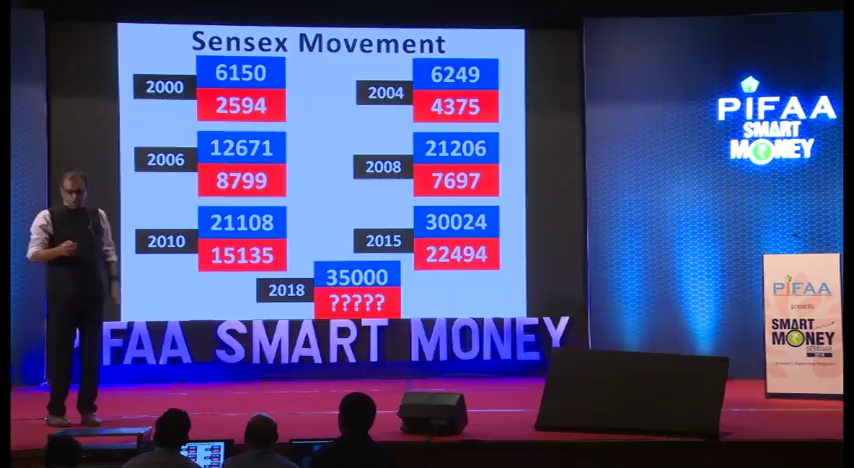 Sensex Movement
2000
6150
2594
2004
6249
4375
2006
12671
8799
2008
21206
7697
2010
21108
15135
2015
30024
22494
2018
35000
?????
PIFAA
SMART
MONEY
FAA SMART MONEY
PIFAA
presents
SMART
MONEY